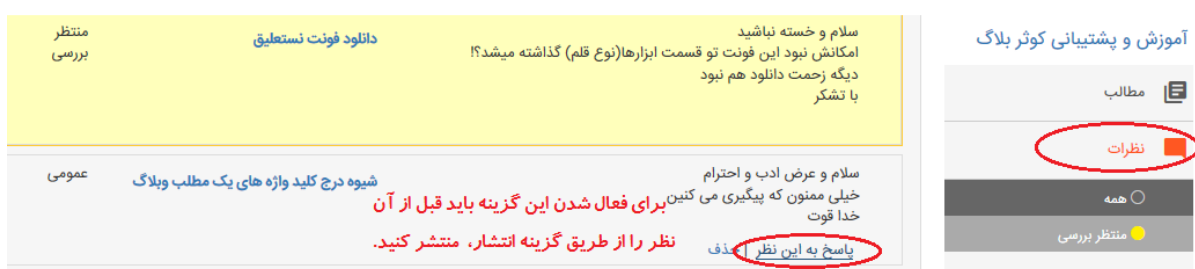 آموزش و پشتیبانی کوثر بلاگ
مطالب
نظرات
همه
منتظر بررسی
سلام و خسته نباشید
امکانش نبود این فونت تو قسمت ابزارها(نوع قلم) گذاشته میشد؟!
دیگه زحمت دانلود هم نبود
با تشکر
دانلود فونت نستعلیق
منتظر
بررسی
سلام و عرض ادب و احترام
خیلی ممنون که پیگیری می کنین
خدا قوت
پاسخ به این نظر | حذف
برای فعال شدن این گزینه باید قبل از آن
نظر را از طریق گزینه انتشار، منتشر کنید.
شیوه درج کلید واژه های یک مطلب وبلاگ
عمومی